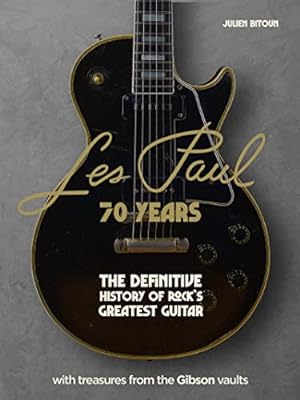 JULIEN BITOUN
Les Paul
70 YEARS
THE DEFINITIVE
HISTORY OF ROCK'S
GREATEST GUITAR
with treasures from the Gibson vaults